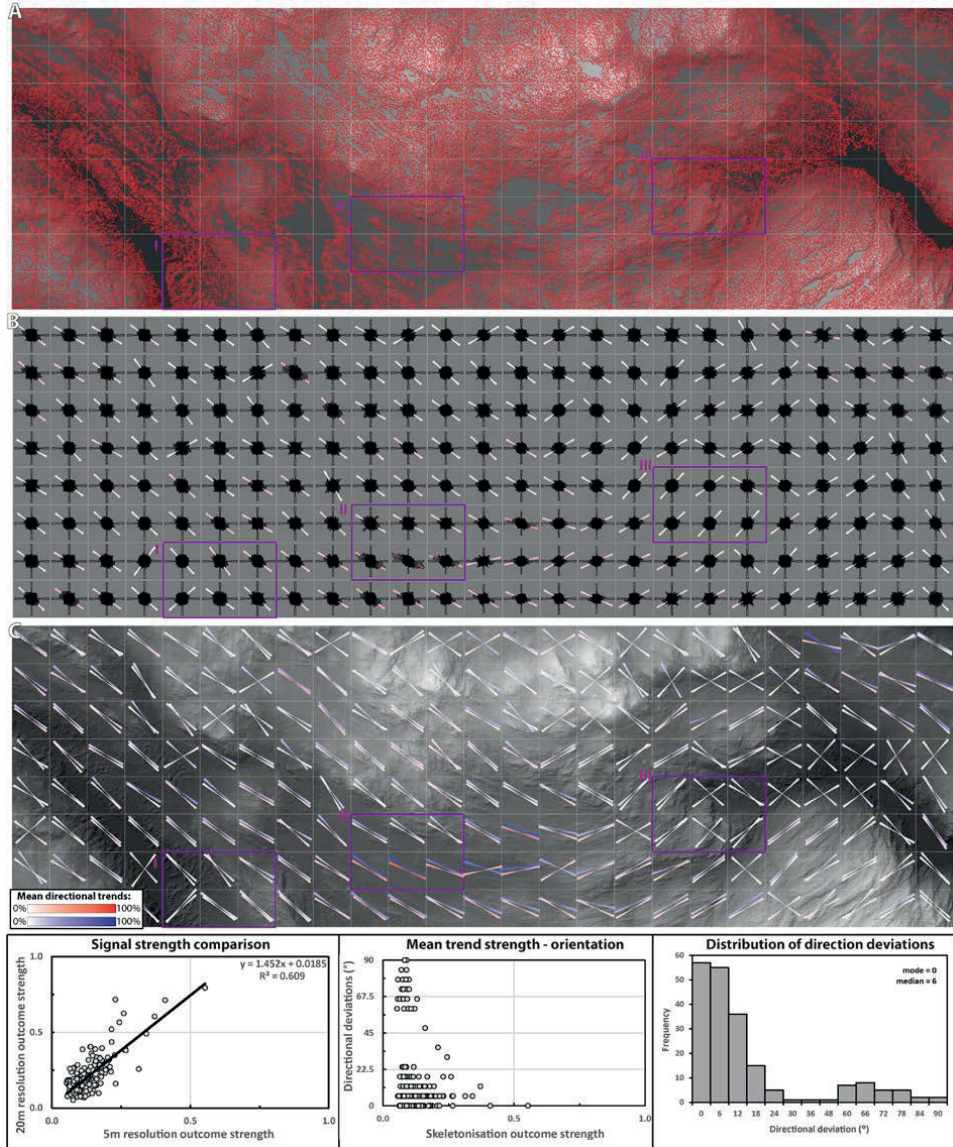 A
I
II
III
B
I
II
III
C
I
II
III
Mean directional trends:
0% 100%
0% 100%
Signal strength comparison
y = 1.452x + 0.0185
R² = 0.609
20m resolution outcome strength
1.0
0.5
0.0
0.0 0.5 1.0
5m resolution outcome strength
Mean trend strength - orientation
Directional deviations (°)
90
67.5
45
22.5
0
0.0 0.5 1.0
Skeletonisation outcome strength
Distribution of direction deviations
mode = 0
median = 6
Frequency
60
50
40
30
20
10
0
0 6 12 18 24 30 36 48 60 66 72 78 84 90
Directional deviation (°)